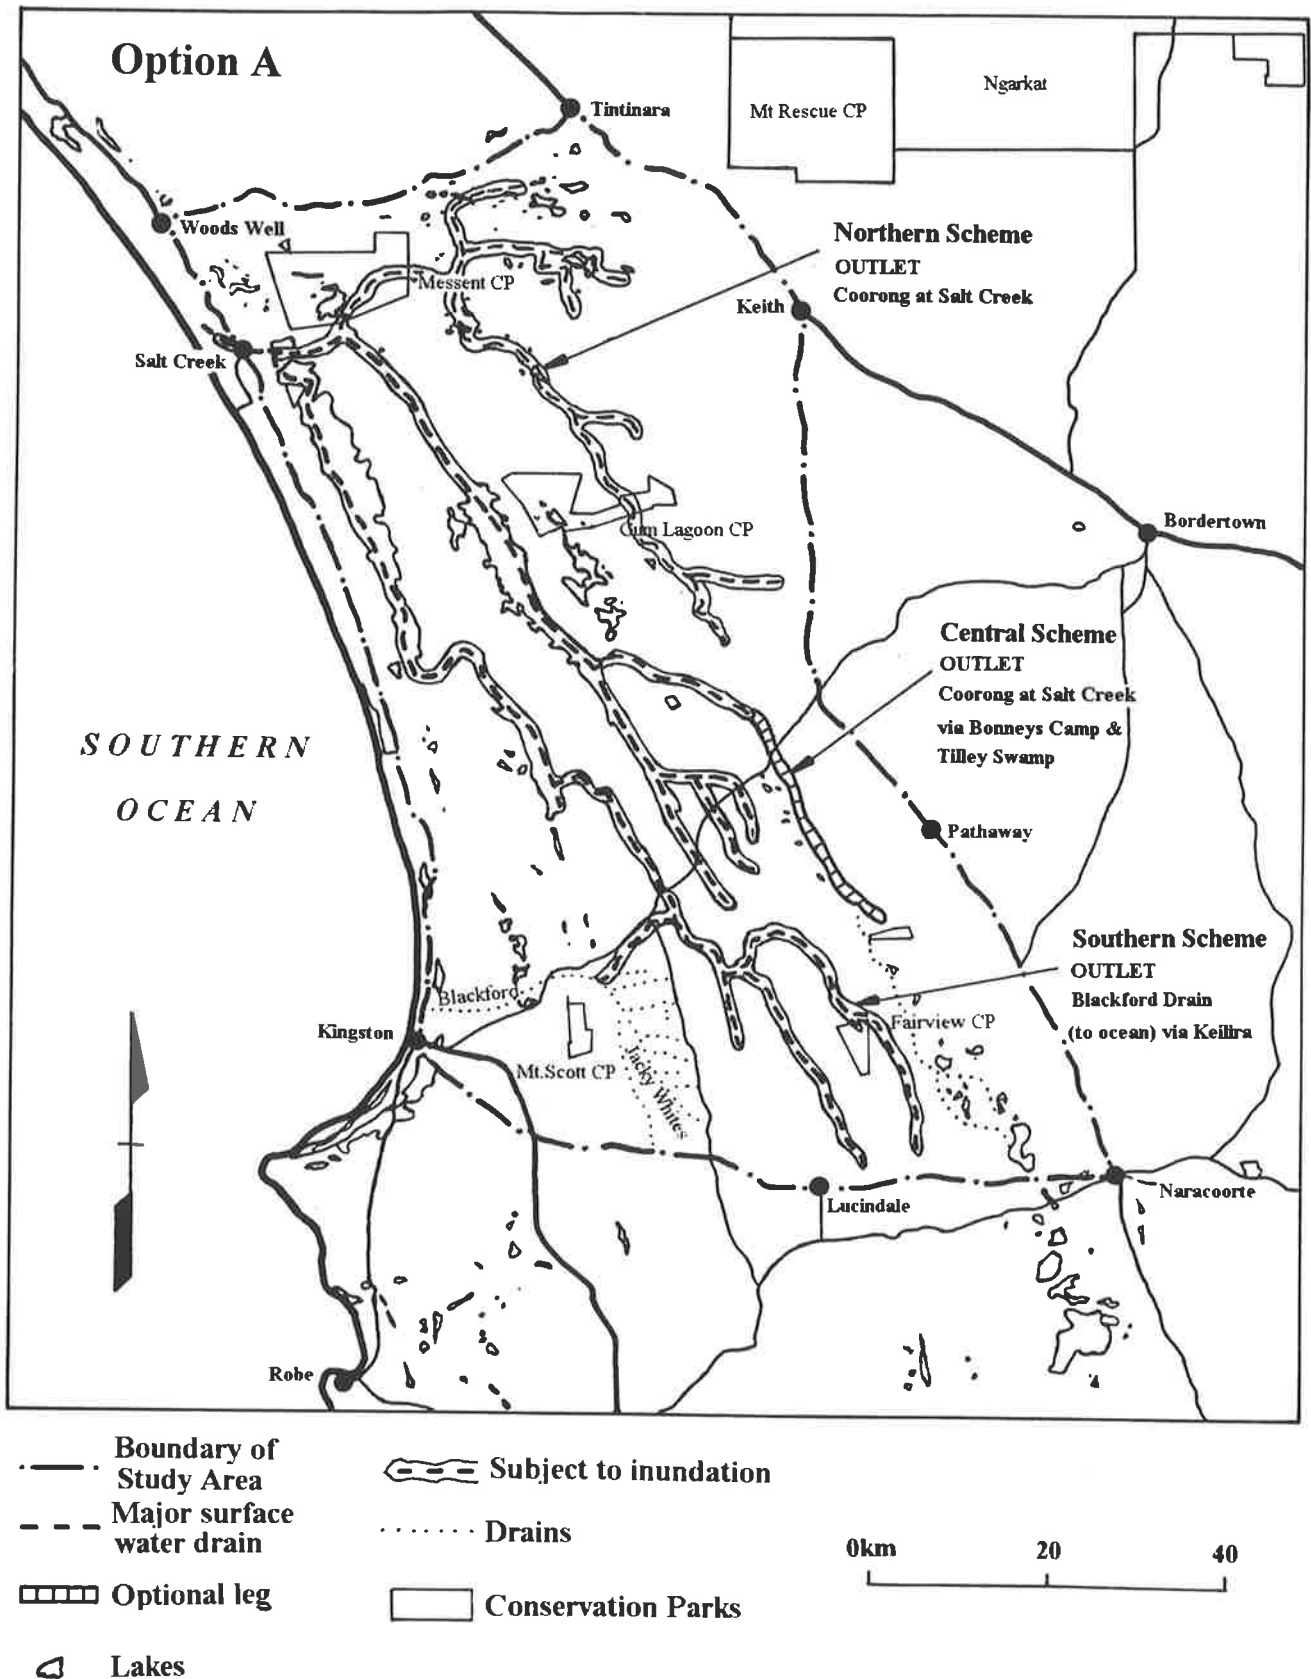 Option A
Tintinara
Mt Rescue CP
Ngarkat
Woods Well
Northern Scheme
OUTLET
Coorong at Salt Creek
Messent CP
Keith
Salt Creek
Gum Lagoon CP
Bordertown
Central Scheme
OUTLET
Coorong at Salt Creek
via Bonneys Camp &
Tilley Swamp
SOUTHERN
OCEAN
Pathaway
Southern Scheme
OUTLET
Blackford Drain
(to ocean) via Keilira
Blackford
Kingston
Fairview CP
Mt.Scott CP
Jacky Whites
Naracoorte
Lucindale
Robe
Boundary of
Study Area
Major surface
water drain
Optional leg
Lakes
Subject to inundation
Drains
Conservation Parks
0km 20 40